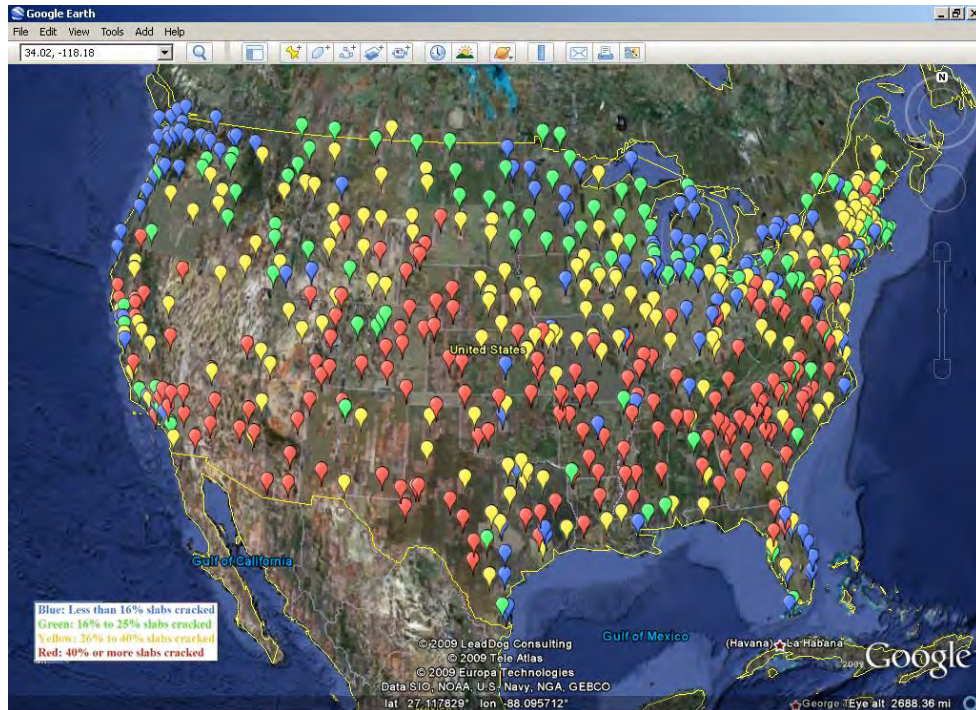 Google Earth
File Edit View Tools Add Help
34.02, -118.18
N
United States
Gulf of California
Blue: Less than 16% slabs cracked
Green: 16% to 25% slabs cracked
Yellow: 26% to 40% slabs cracked
Red: 40% or more slabs cracked
Gulf of Mexico
(Havana) La Habana
© 2009 LeadDog Consulting
© 2009 Tele Atlas
© 2009 Europa Technologies
Data SIO, NOAA, U.S. Navy, NGA, GEBCO
©2009 Google
lat 27.117829° lon -88.095712°
George T Eye alt 2688.36 mi